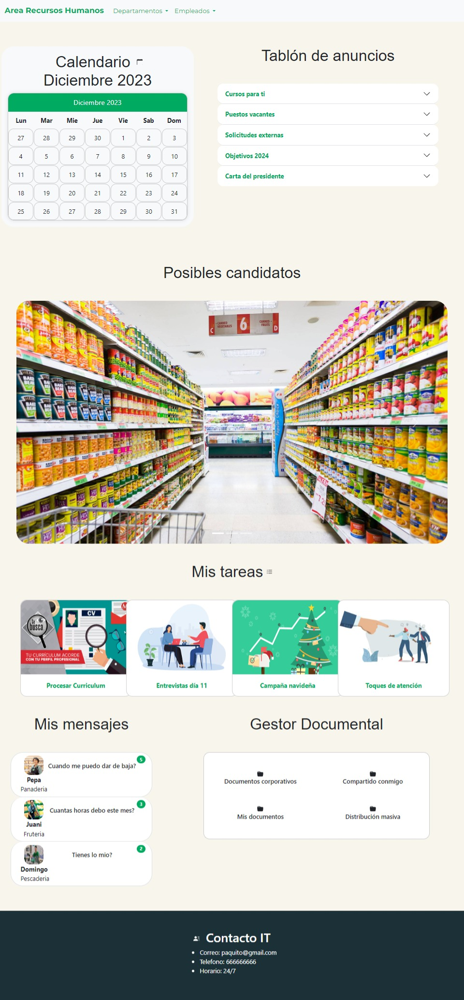 Area Recursos Humanos Departamentos Empleados
Calendario
Diciembre 2023
Diciembre 2023
Lun Mar Mie Jue Vie Sab Dom
27 28 29 30 1 2 3
4 5 6 7 8 9 10
11 12 13 14 15 16 17
18 19 20 21 22 23 24
25 26 27 28 29 30 31
Tablón de anuncios
Cursos para ti
Puestos vacantes
Solicitudes externas
Objetivos 2024
Carta del presidente
Posibles candidatos
CANNED VEGETABLES 6 CANNED FRUITS
C D
FN
Popular Choice
HEINZ BAKED BEANS
Mis tareas
Se busca...
CV
M
TU CURRÍCULUM ACORDE
CON TU PERFIL PROFESIONAL
Procesar Curriculum
Entrevistas día 11
Campaña navideña
Toques de atención
Mis mensajes
5
Cuando me puedo dar de baja?
Pepa
Panaderia
3
Cuantas horas debo este mes?
Juani
Fruteria
2
Tienes lo mio?
Domingo
Pescaderia
Gestor Documental
Documentos corporativos
Compartido conmigo
Mis documentos
Distribución masiva
Contacto IT
Correo: paquito@gmail.com
Telefono: 666666666
Horario: 24/7